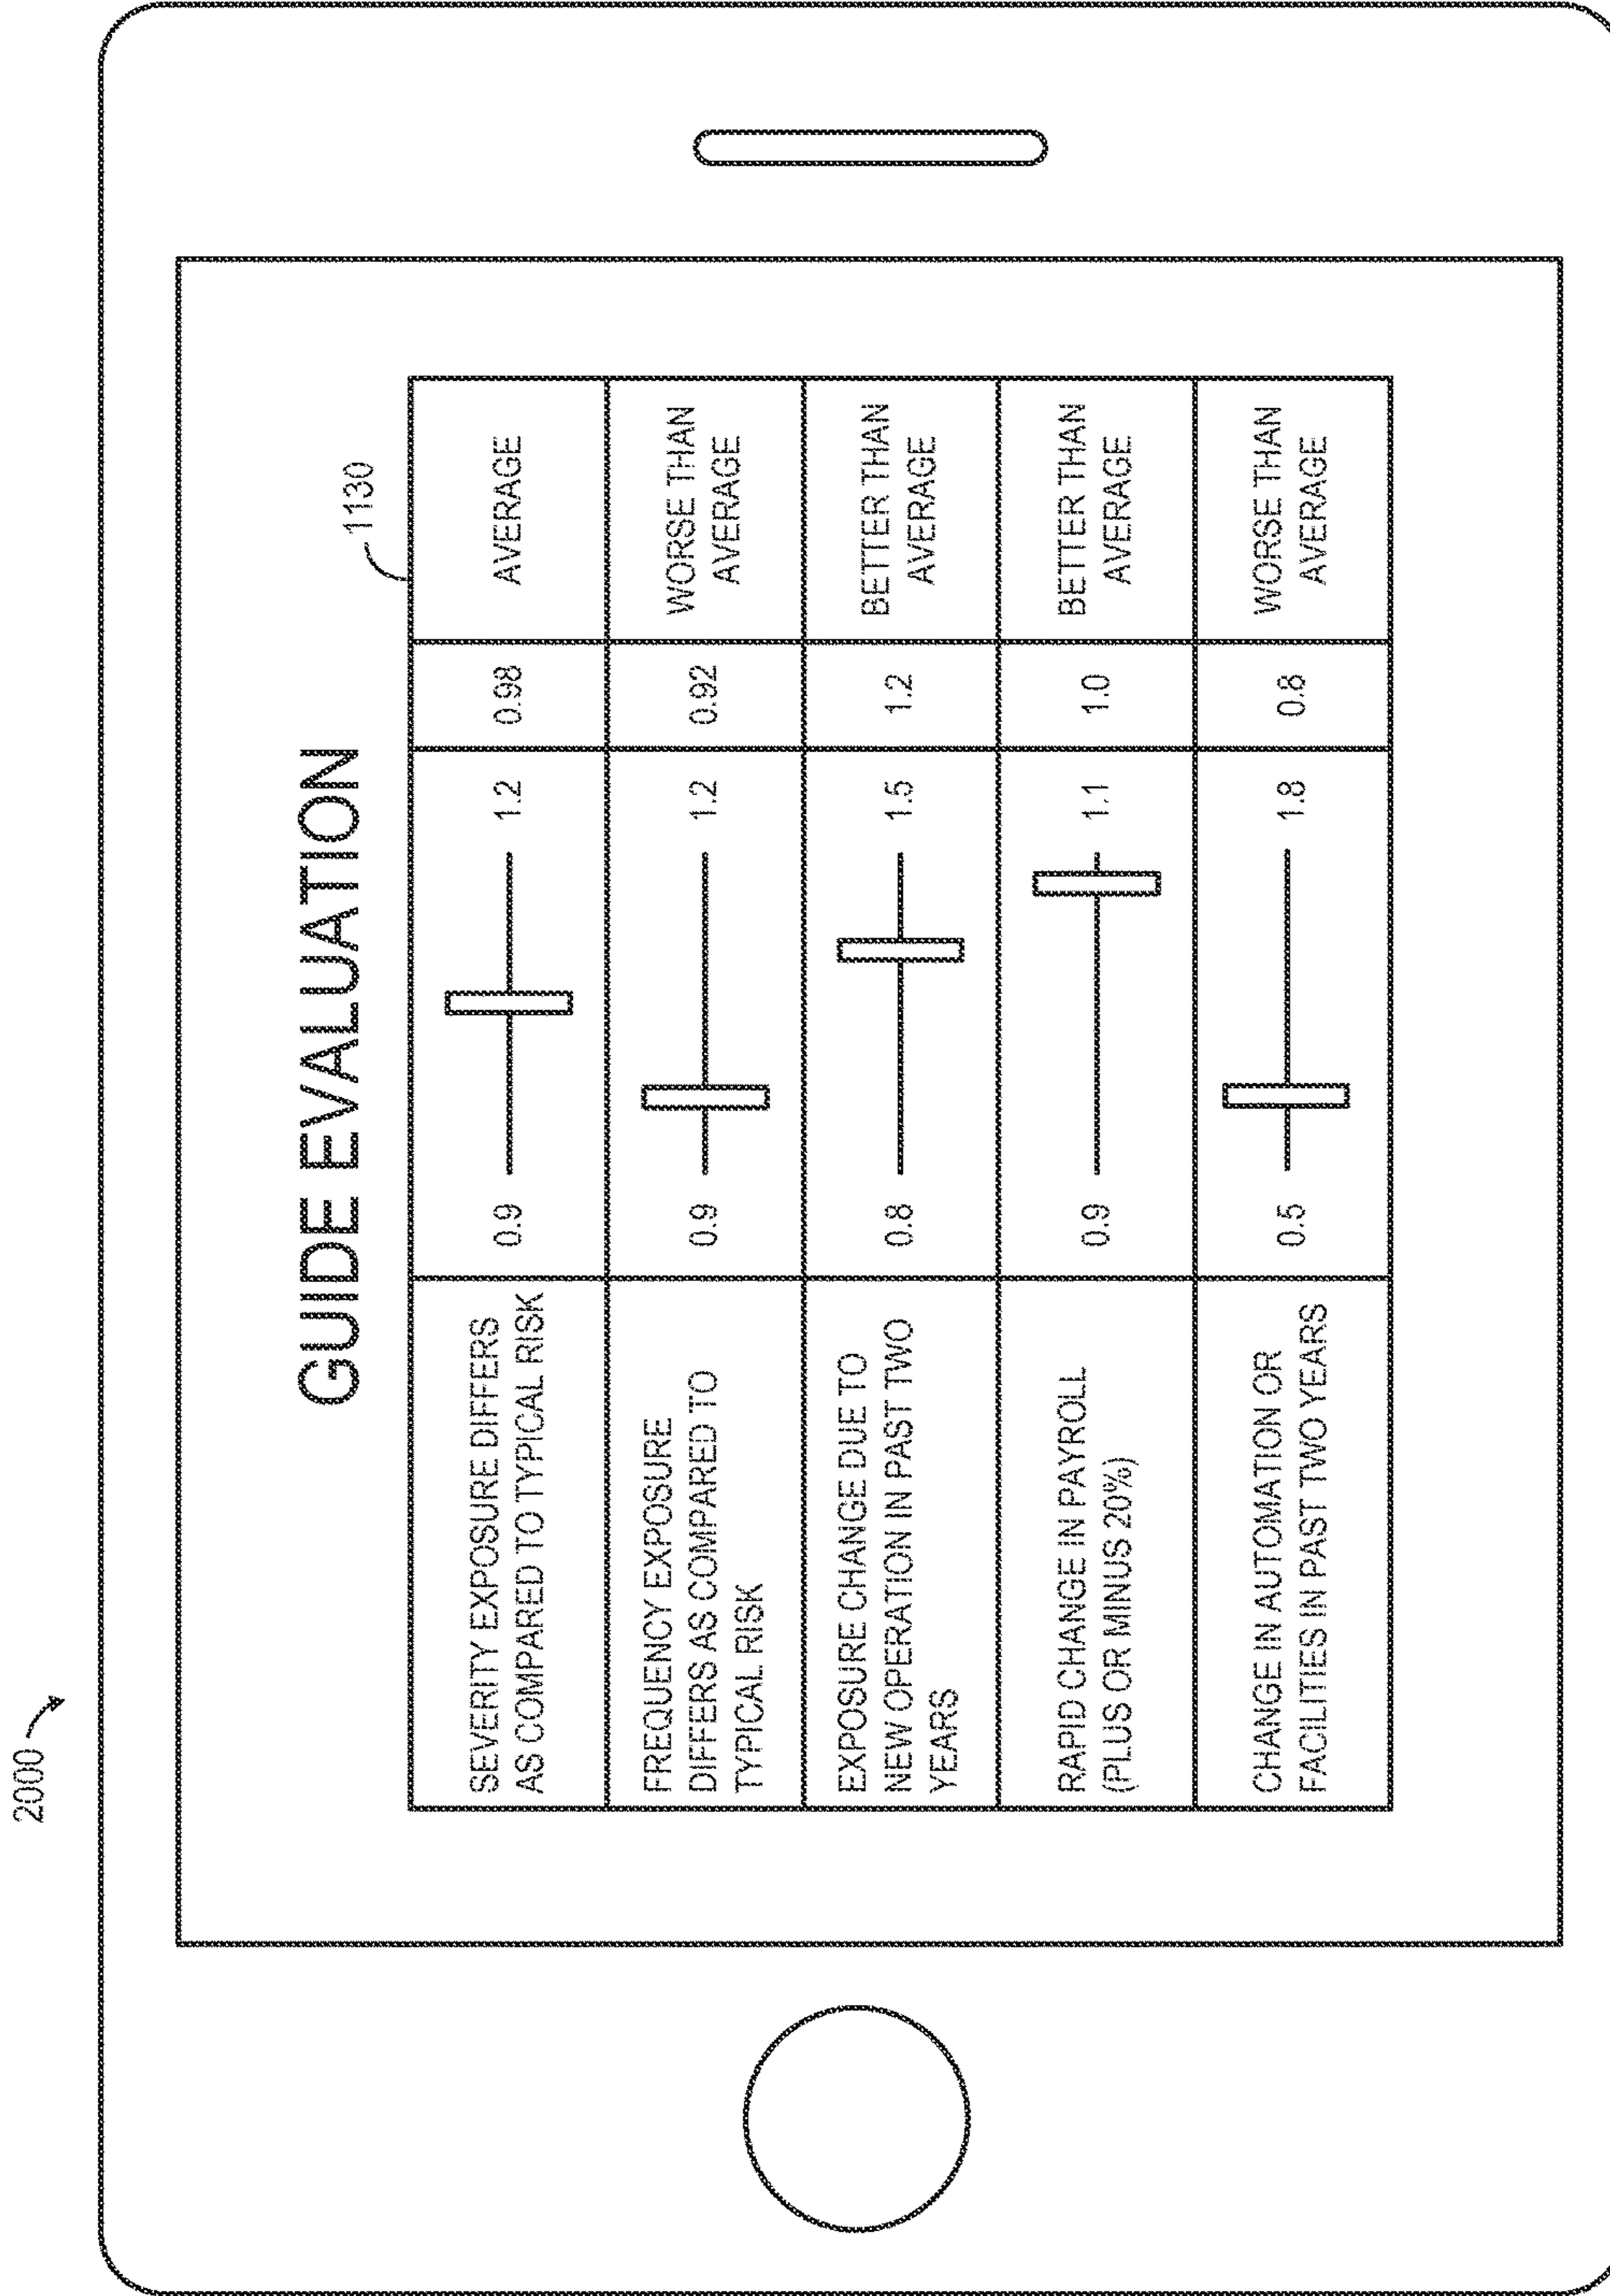 2000
GUIDE EVALUATION
1130
SEVERITY EXPOSURE DIFFERS
AS COMPARED TO TYPICAL RISK
0.9
1.2
0.98
AVERAGE
FREQUENCY EXPOSURE
DIFFERS AS COMPARED TO
TYPICAL RISK
0.9
1.2
0.92
WORSE THAN
AVERAGE
EXPOSURE CHANGE DUE TO
NEW OPERATION IN PAST TWO
YEARS
0.8
1.5
1.2
BETTER THAN
AVERAGE
RAPID CHANGE IN PAYROLL
(PLUS OR MINUS 20%)
0.9
1.1
1.0
BETTER THAN
AVERAGE
CHANGE IN AUTOMATION OR
FACILITIES IN PAST TWO YEARS
0.5
1.8
0.8
WORSE THAN
AVERAGE